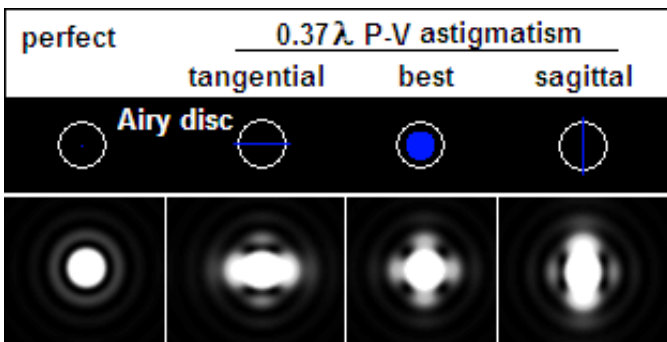 perfect 0.37λ P-V astigmatism
tangential best sagittal
Airy disc